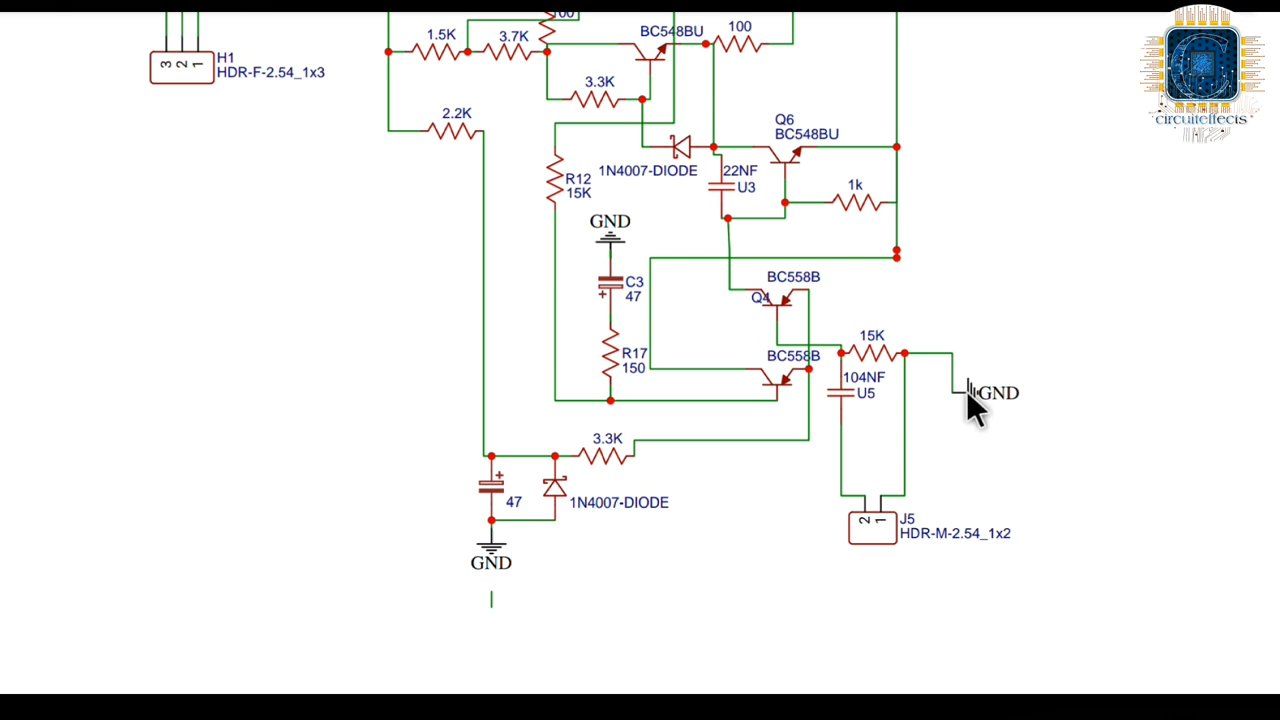 100
BC548BU
100
1.5K
3.7K
3
2
1
H1
HDR-F-2.54_1x3
3.3K
2.2K
Q6
BC548BU
circuiteffects
1N4007-DIODE
22NF
U3
R12
15K
1k
GND
C3
+
47
BC558B
Q4
15K
R17
150
BC558B
104NF
U5
GND
3.3K
+
47
1N4007-DIODE
2
1
J5
HDR-M-2.54_1x2
GND